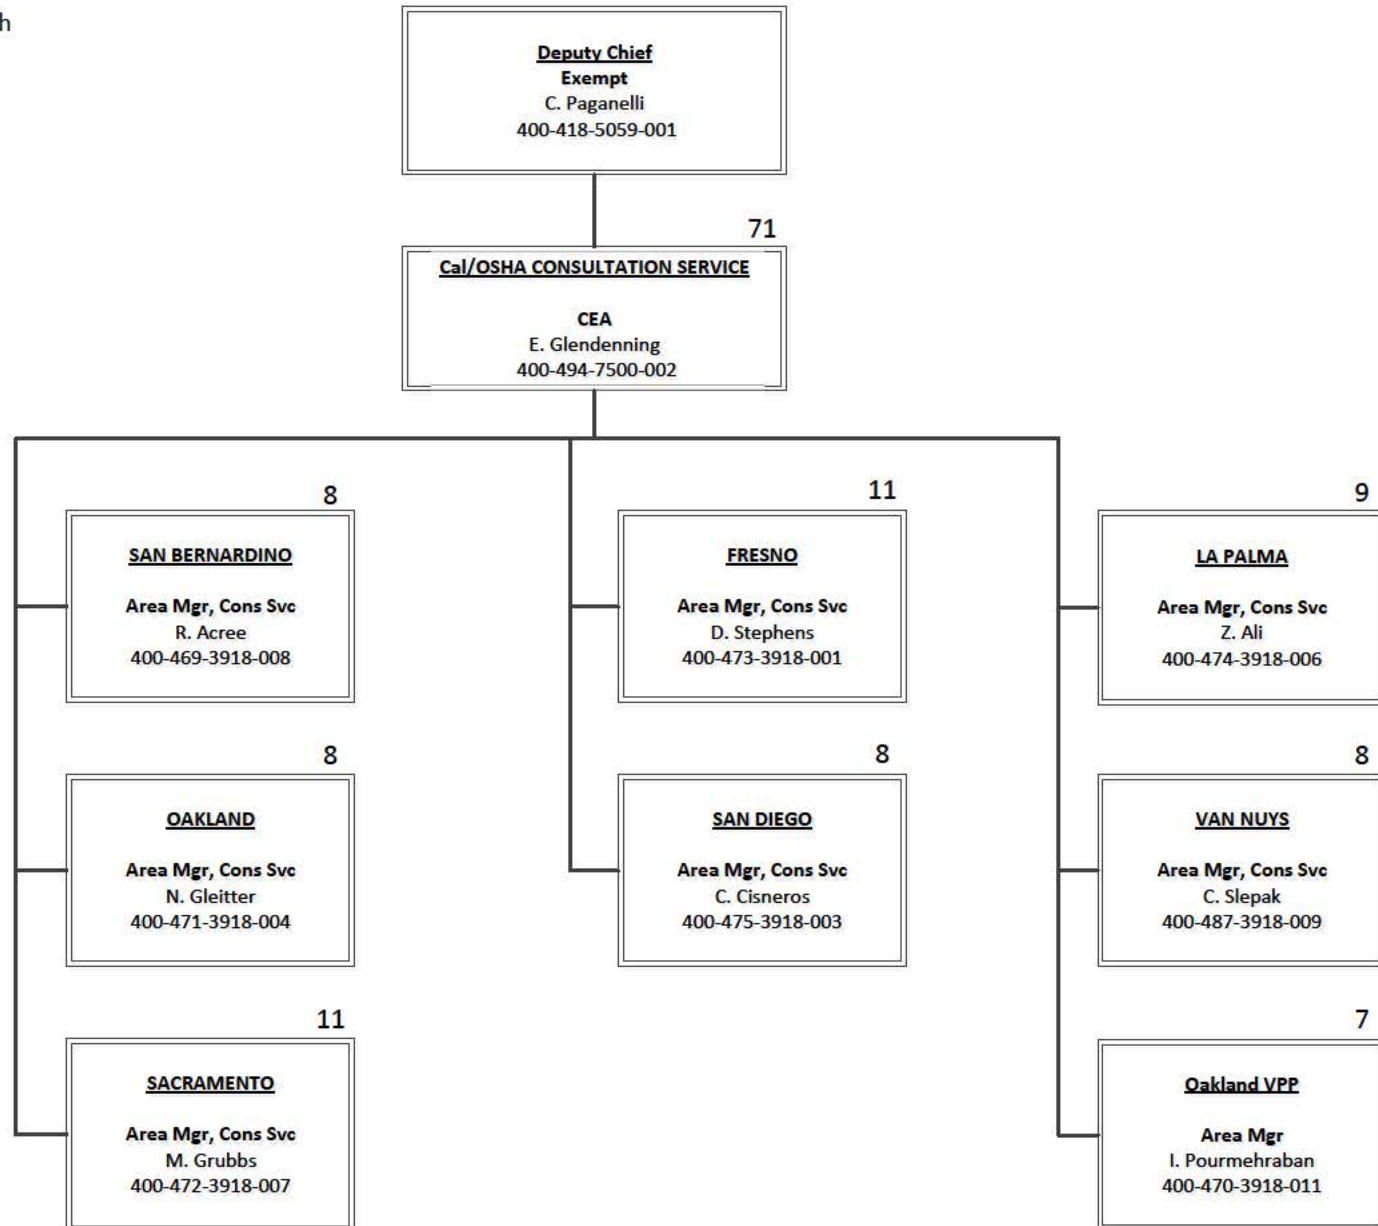 h
Deputy Chief
Exempt
C. Paganelli
400-418-5059-001
71
Cal/OSHA CONSULTATION SERVICE
CEA
E. Glendenning
400-494-7500-002
8
SAN BERNARDINO
Area Mgr, Cons Svc
R. Acree
400-469-3918-008
11
FRESNO
Area Mgr, Cons Svc
D. Stephens
400-473-3918-001
9
LA PALMA
Area Mgr, Cons Svc
Z. Ali
400-474-3918-006
8
OAKLAND
Area Mgr, Cons Svc
N. Gleitter
400-471-3918-004
8
SAN DIEGO
Area Mgr, Cons Svc
C. Cisneros
400-475-3918-003
8
VAN NUYS
Area Mgr, Cons Svc
C. Slepak
400-487-3918-009
11
SACRAMENTO
Area Mgr, Cons Svc
M. Grubbs
400-472-3918-007
7
Oakland VPP
Area Mgr
I. Pourmehraban
400-470-3918-011